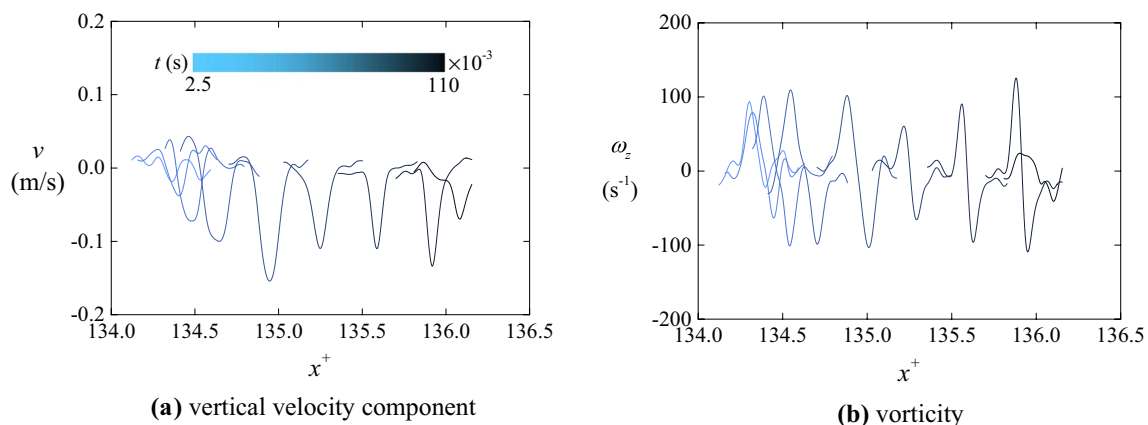 0.2
0.1
0.0
-0.1
-0.2
v
(m/s)
t (s)
×10⁻³
2.5
110
134.0 134.5 135.0 135.5 136.0 136.5
x⁺
(a) vertical velocity component
200
100
0
-100
-200
ω_z
(s⁻¹)
134.0 134.5 135.0 135.5 136.0 136.5
x⁺
(b) vorticity